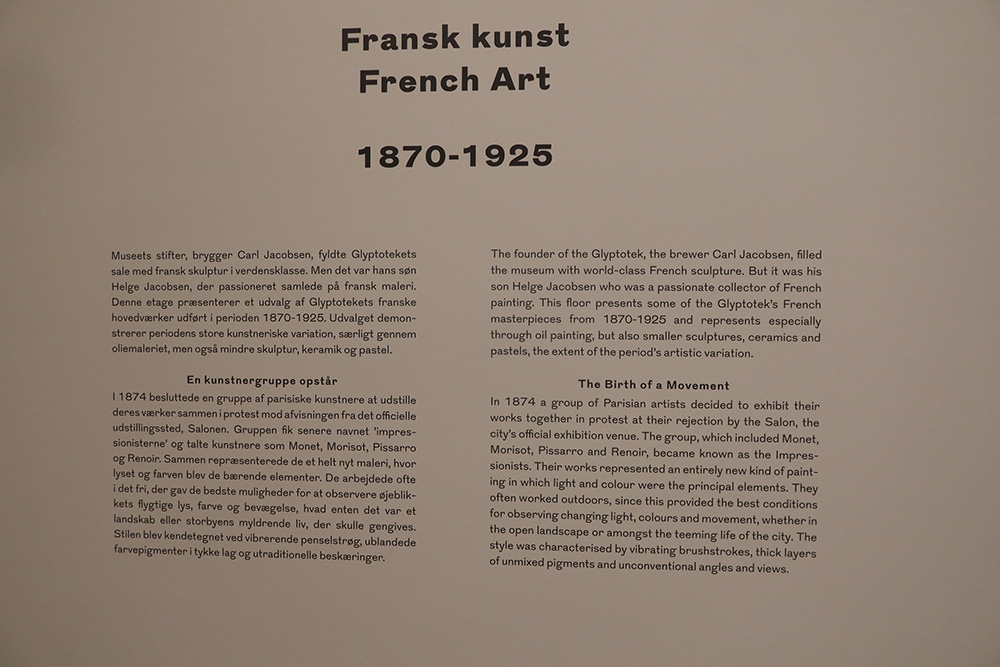 Fransk kunst
French Art
1870-1925
Museets stifter, brygger Carl Jacobsen, fyldte Glyptotekets
sale med fransk skulptur i verdensklasse. Men det var hans søn
Helge Jacobsen, der passioneret samlede på fransk maleri.
Denne etage præsenterer et udvalg af Glyptotekets franske
hovedværker udført i perioden 1870-1925. Udvalget demon-
strerer periodens store kunstneriske variation, særligt gennem
oliemaleriet, men også mindre skulptur, keramik og pastel.
En kunstnergruppe opstår
I 1874 besluttede en gruppe af parisiske kunstnere at udstille
deres værker sammen i protest mod afvisningen fra det officielle
udstillingssted, Salonen. Gruppen fik senere navnet 'impres-
sionisterne' og talte kunstnere som Monet, Morisot, Pissarro
og Renoir. Sammen repræsenterede de et helt nyt maleri, hvor
lyset og farven blev de bærende elementer. De arbejdede ofte
i det fri, der gav de bedste muligheder for at observere øjeblik-
kets flygtige lys, farve og bevægelse, hvad enten det var et
landskab eller storbyens myldrende liv, der skulle gengives.
Stilen blev kendetegnet ved vibrerende penselstrøg, ublandede
farvepigmenter i tykke lag og utraditionelle beskæringer.
The founder of the Glyptotek, the brewer Carl Jacobsen, filled
the museum with world-class French sculpture. But it was his
son Helge Jacobsen who was a passionate collector of French
painting. This floor presents some of the Glyptotek's French
masterpieces from 1870-1925 and represents especially
through oil painting, but also smaller sculptures, ceramics and
pastels, the extent of the period's artistic variation.
The Birth of a Movement
In 1874 a group of Parisian artists decided to exhibit their
works together in protest at their rejection by the Salon, the
city's official exhibition venue. The group, which included Monet,
Morisot, Pissarro and Renoir, became known as the Impres-
sionists. Their works represented an entirely new kind of paint-
ing in which light and colour were the principal elements. They
often worked outdoors, since this provided the best conditions
for observing changing light, colours and movement, whether in
the open landscape or amongst the teeming life of the city. The
style was characterised by vibrating brushstrokes, thick layers
of unmixed pigments and unconventional angles and views.